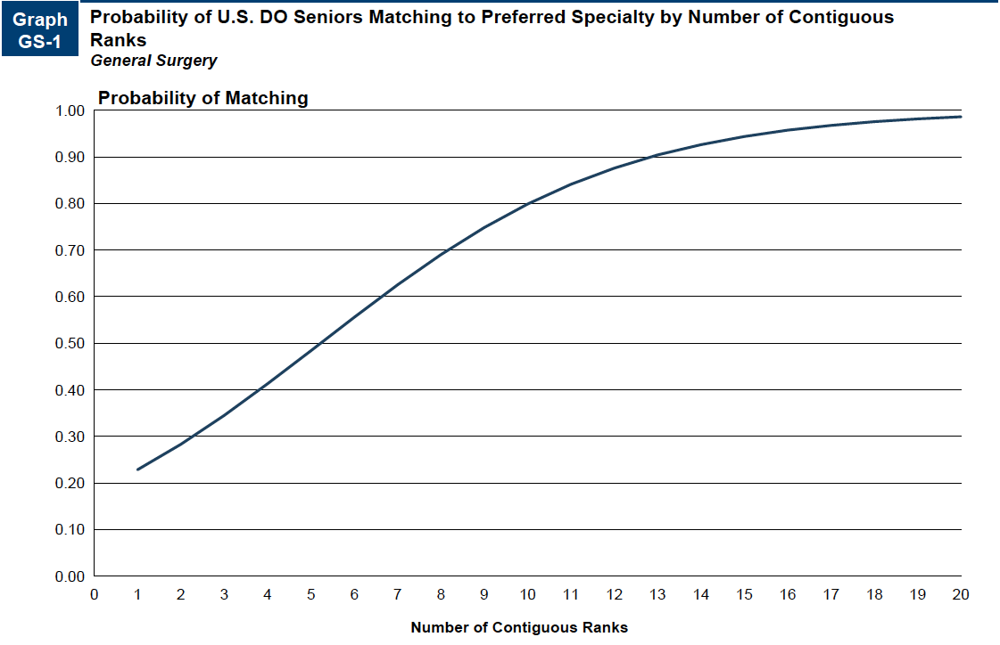 Graph
GS-1
Probability of U.S. DO Seniors Matching to Preferred Specialty by Number of Contiguous
Ranks
General Surgery
Probability of Matching
1.00
0.90
0.80
0.70
0.60
0.50
0.40
0.30
0.20
0.10
0.00
0 1 2 3 4 5 6 7 8 9 10 11 12 13 14 15 16 17 18 19 20
Number of Contiguous Ranks